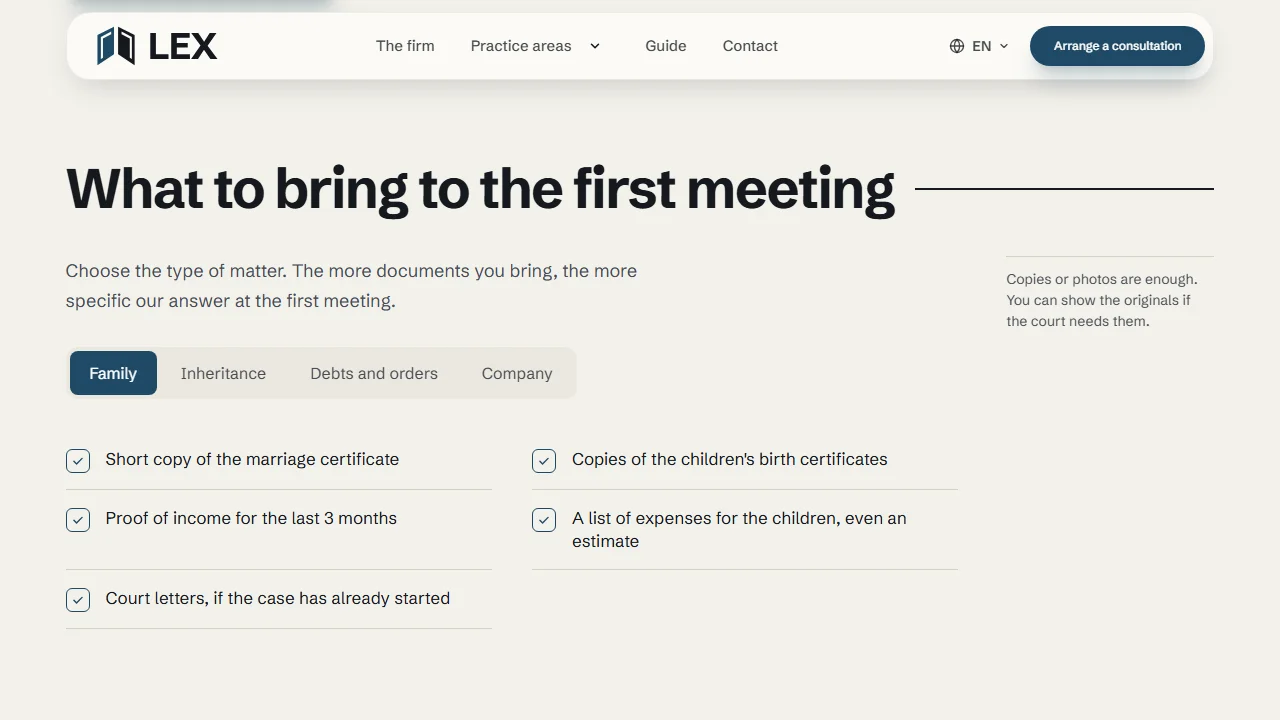 LEX
The firm
Practice areas
Guide
Contact
EN
Arrange a consultation
What to bring to the first meeting
Choose the type of matter. The more documents you bring, the more
specific our answer at the first meeting.
Copies or photos are enough.
You can show the originals if
the court needs them.
Family
Inheritance
Debts and orders
Company
Short copy of the marriage certificate
Copies of the children's birth certificates
Proof of income for the last 3 months
A list of expenses for the children, even an
estimate
Court letters, if the case has already started